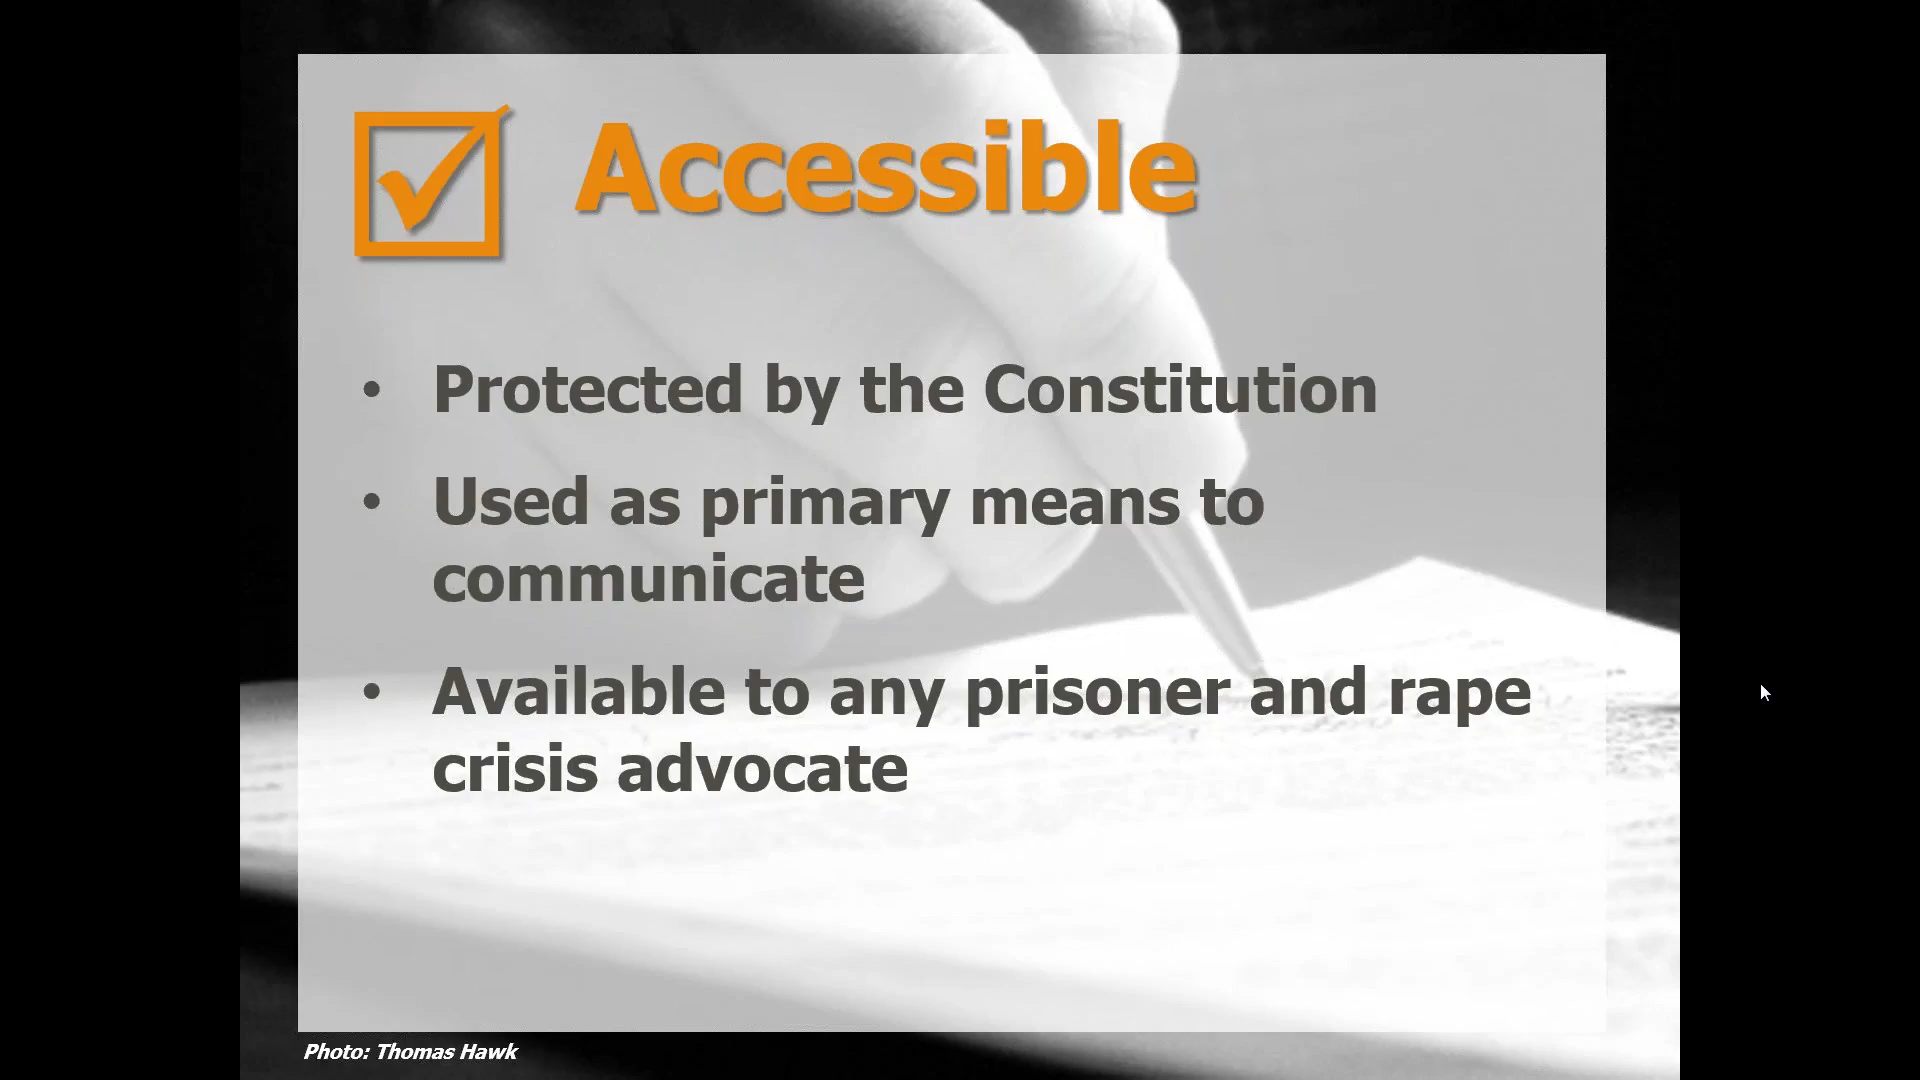 Accessible
• Protected by the Constitution
• Used as primary means to
communicate
• Available to any prisoner and rape
crisis advocate
Photo: Thomas Hawk